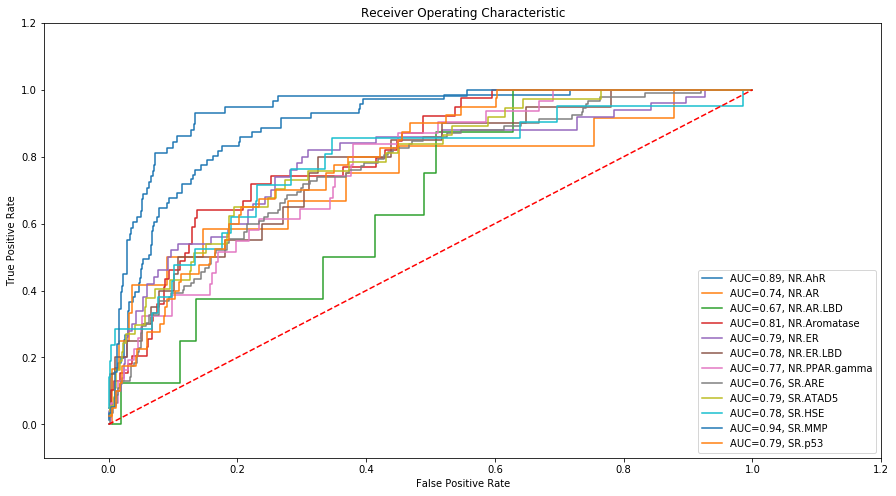 Receiver Operating Characteristic
1.2
1.0
0.8
0.6
0.4
0.2
0.0
True Positive Rate
AUC=0.89, NR.AhR
AUC=0.74, NR.AR
AUC=0.67, NR.AR.LBD
AUC=0.81, NR.Aromatase
AUC=0.79, NR.ER
AUC=0.78, NR.ER.LBD
AUC=0.77, NR.PPAR.gamma
AUC=0.76, SR.ARE
AUC=0.79, SR.ATAD5
AUC=0.78, SR.HSE
AUC=0.94, SR.MMP
AUC=0.79, SR.p53
0.0 0.2 0.4 0.6 0.8 1.0 1.2
False Positive Rate